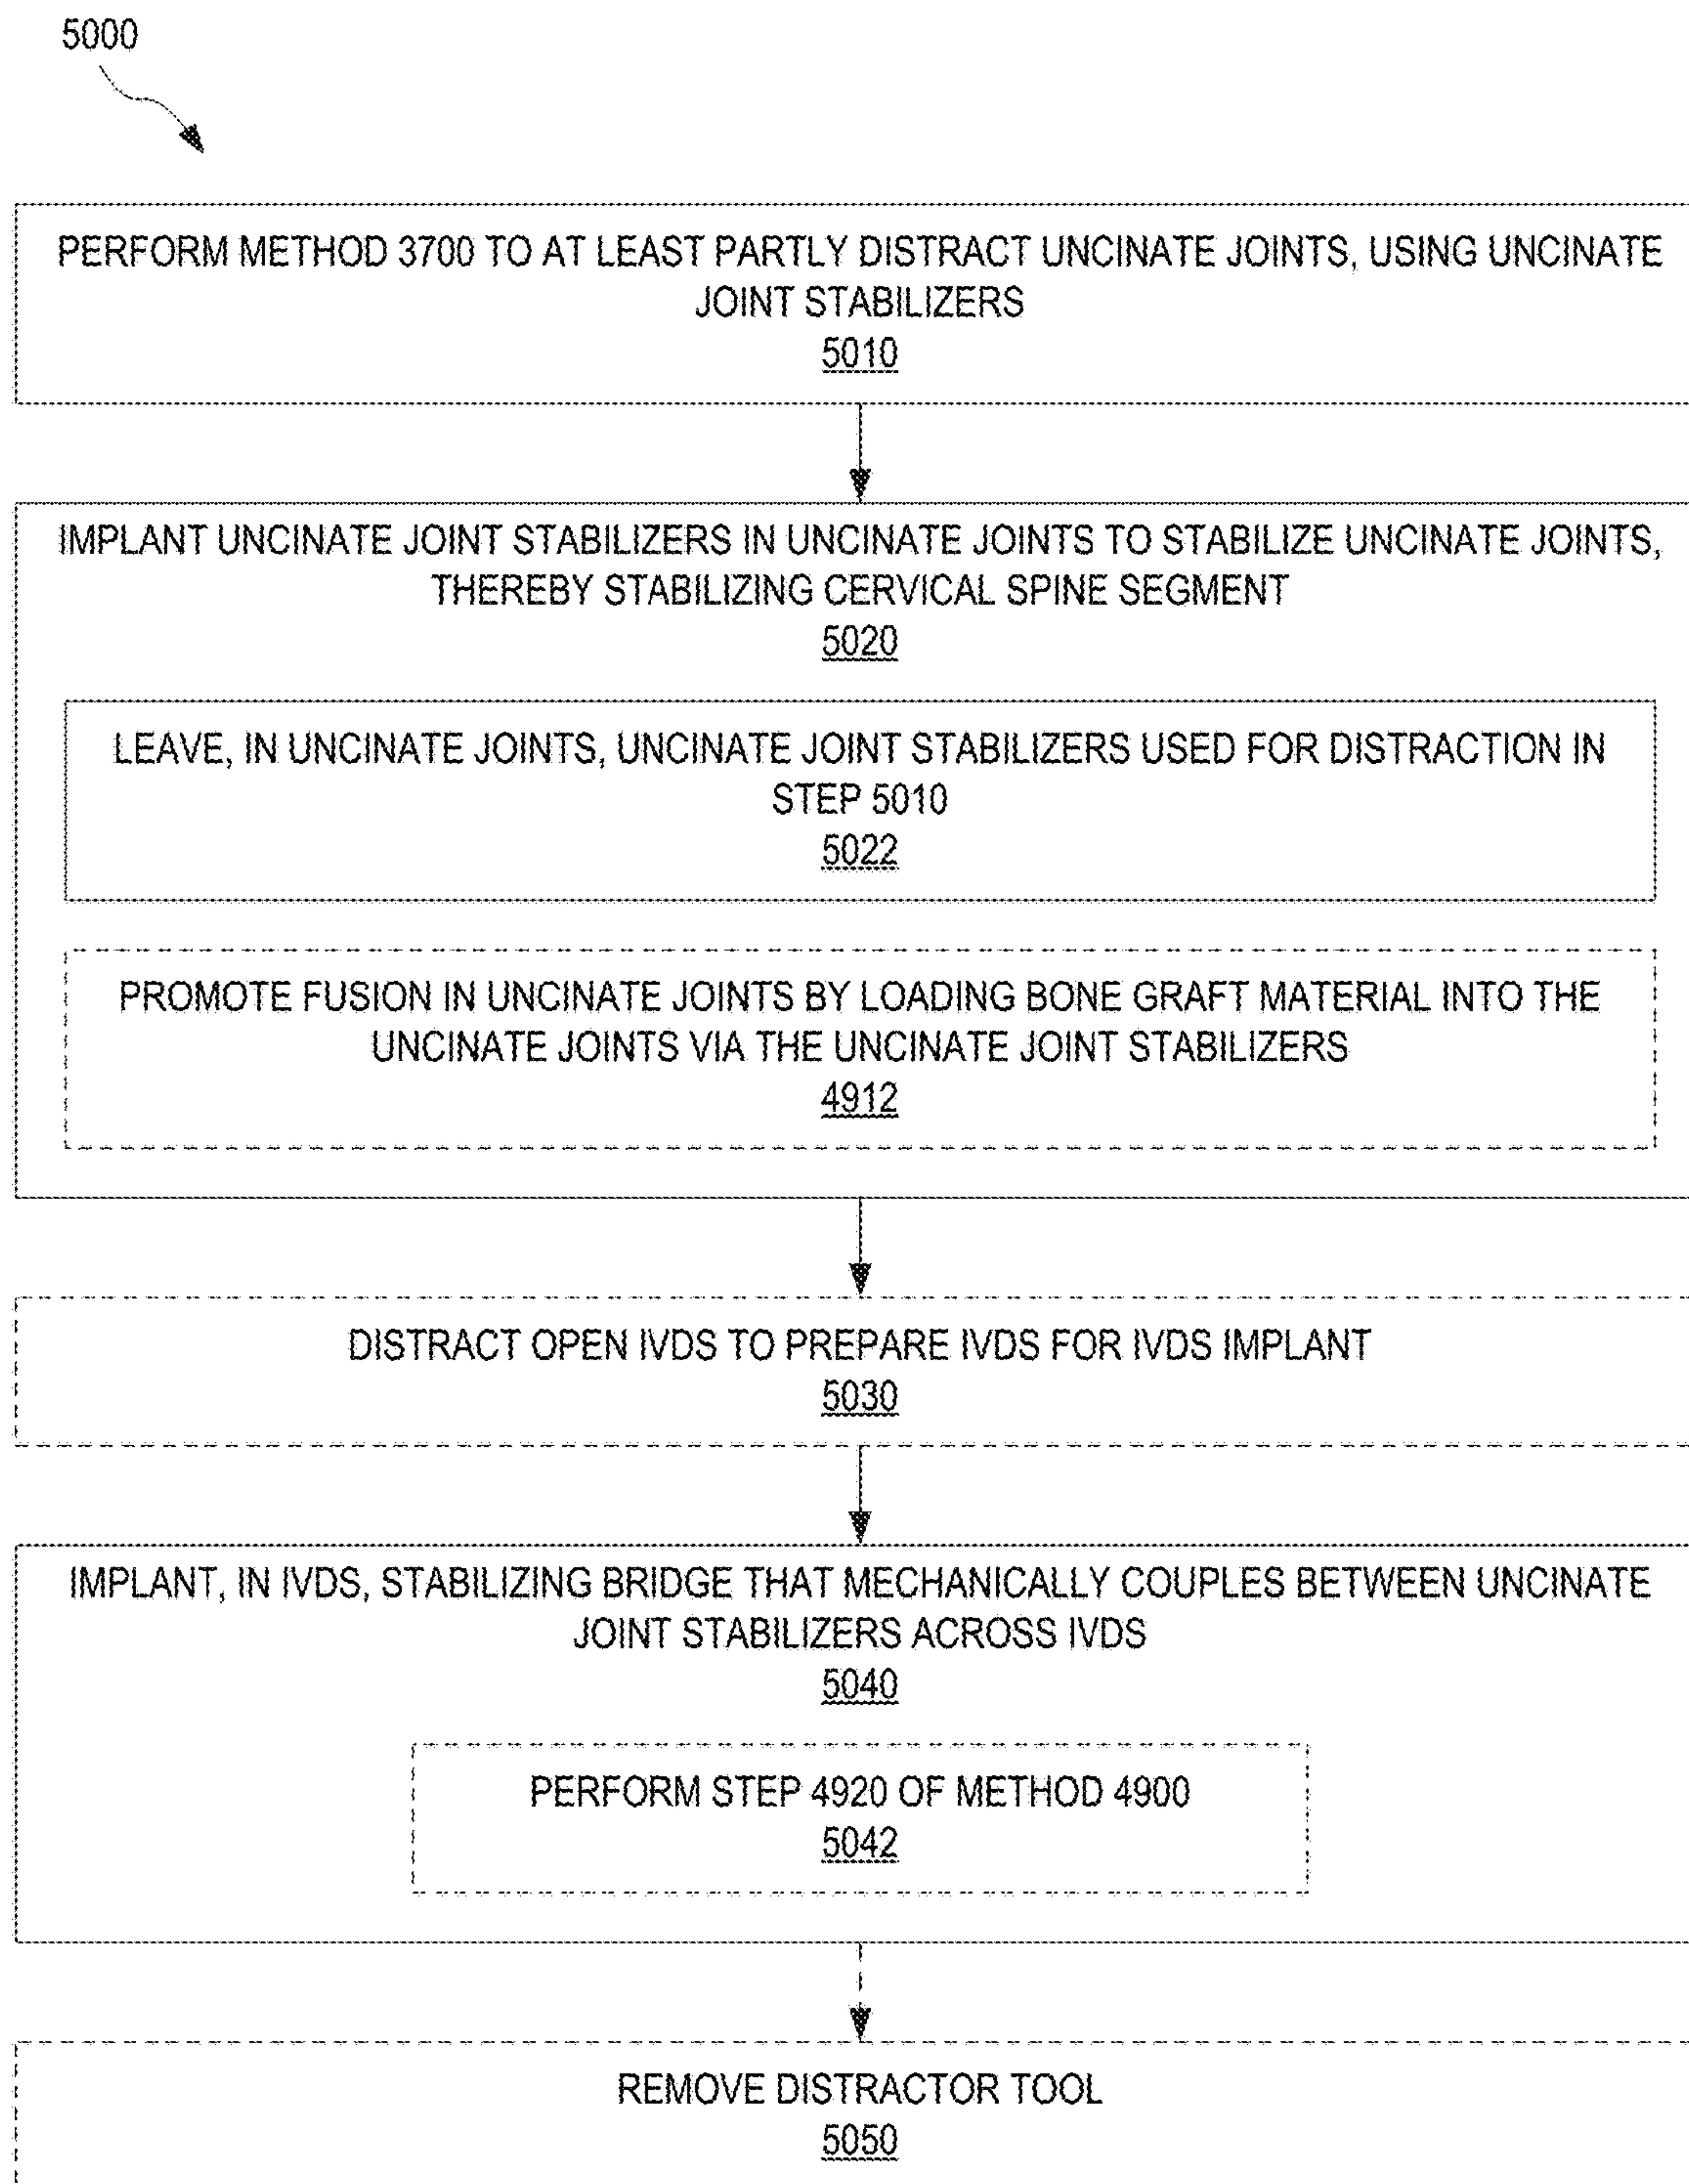 5000
PERFORM METHOD 3700 TO AT LEAST PARTLY DISTRACT UNCINATE JOINTS, USING UNCINATE
JOINT STABILIZERS
5010
IMPLANT UNCINATE JOINT STABILIZERS IN UNCINATE JOINTS TO STABILIZE UNCINATE JOINTS,
THEREBY STABILIZING CERVICAL SPINE SEGMENT
5020
LEAVE, IN UNCINATE JOINTS, UNCINATE JOINT STABILIZERS USED FOR DISTRACTION IN
STEP 5010
5022
PROMOTE FUSION IN UNCINATE JOINTS BY LOADING BONE GRAFT MATERIAL INTO THE
UNCINATE JOINTS VIA THE UNCINATE JOINT STABILIZERS
4912
DISTRACT OPEN IVDS TO PREPARE IVDS FOR IVDS IMPLANT
5030
IMPLANT, IN IVDS, STABILIZING BRIDGE THAT MECHANICALLY COUPLES BETWEEN UNCINATE
JOINT STABILIZERS ACROSS IVDS
5040
PERFORM STEP 4920 OF METHOD 4900
5042
REMOVE DISTRACTOR TOOL
5050